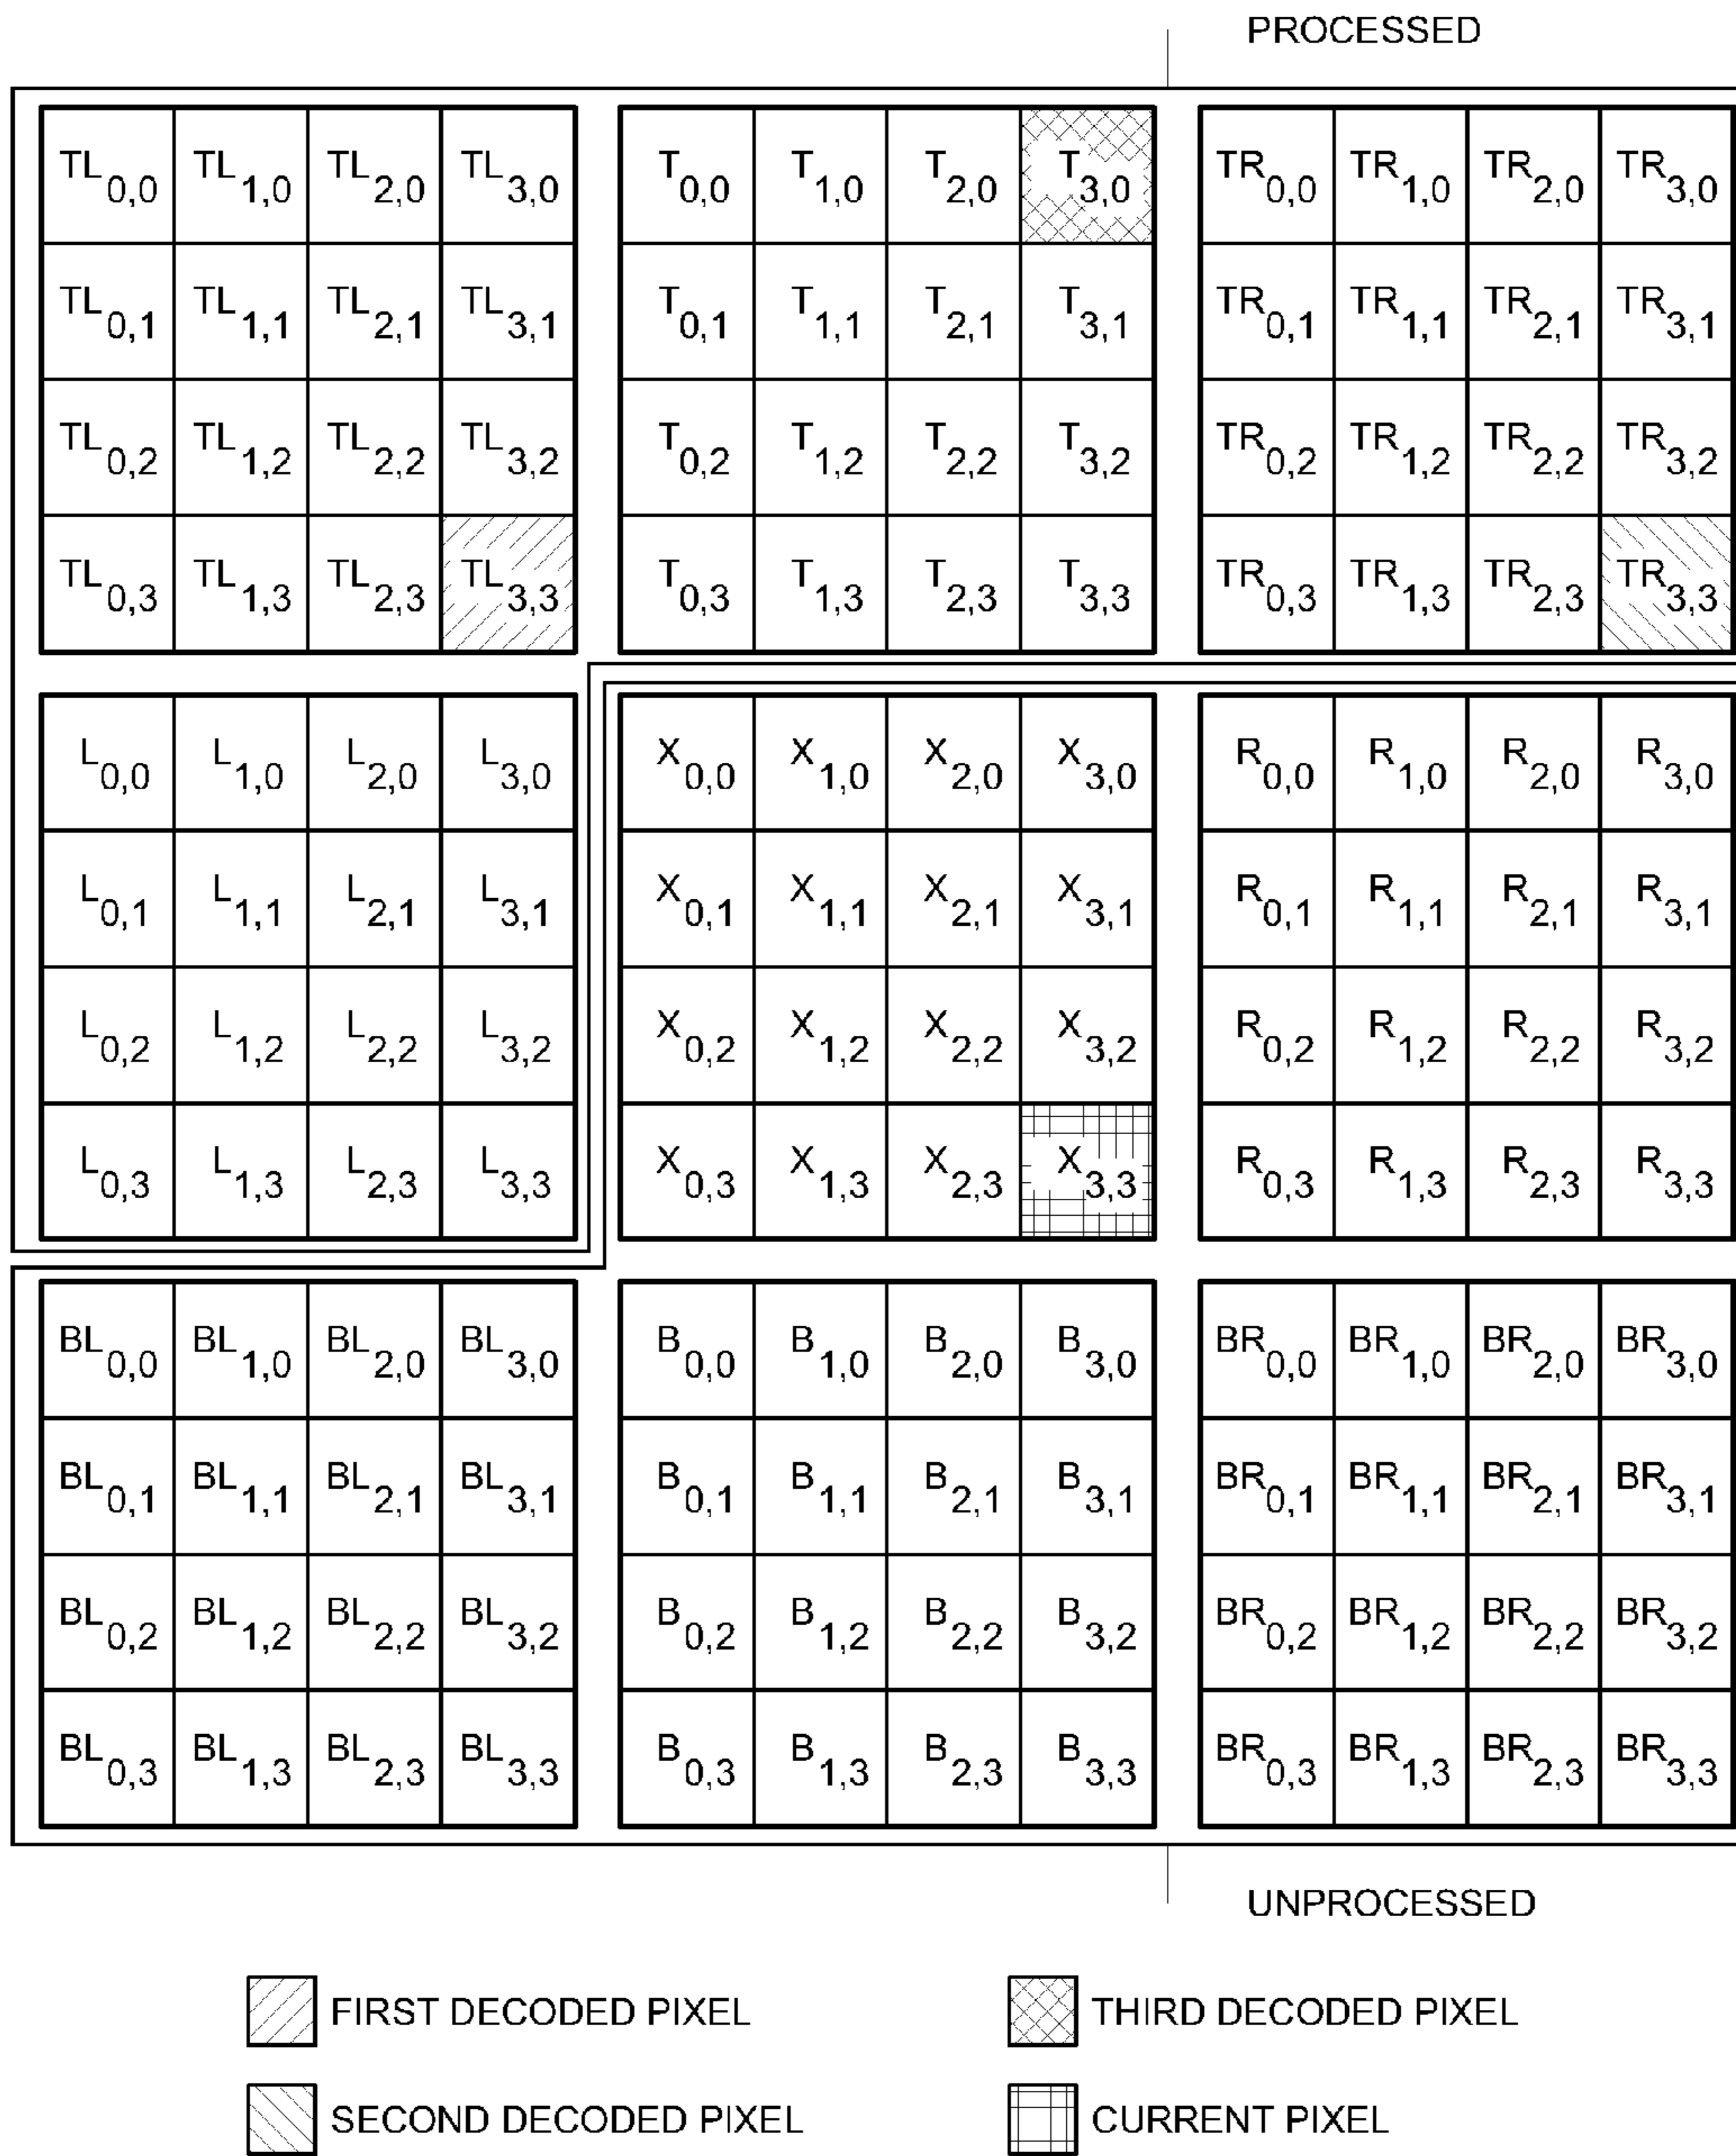 PROCESSED
TL0,0 TL1,0 TL2,0 TL3,0 T0,0 T1,0 T2,0 T3,0 TR0,0 TR1,0 TR2,0 TR3,0
TL0,1 TL1,1 TL2,1 TL3,1 T0,1 T1,1 T2,1 T3,1 TR0,1 TR1,1 TR2,1 TR3,1
TL0,2 TL1,2 TL2,2 TL3,2 T0,2 T1,2 T2,2 T3,2 TR0,2 TR1,2 TR2,2 TR3,2
TL0,3 TL1,3 TL2,3 TL3,3 T0,3 T1,3 T2,3 T3,3 TR0,3 TR1,3 TR2,3 TR3,3
L0,0 L1,0 L2,0 L3,0 X0,0 X1,0 X2,0 X3,0 R0,0 R1,0 R2,0 R3,0
L0,1 L1,1 L2,1 L3,1 X0,1 X1,1 X2,1 X3,1 R0,1 R1,1 R2,1 R3,1
L0,2 L1,2 L2,2 L3,2 X0,2 X1,2 X2,2 X3,2 R0,2 R1,2 R2,2 R3,2
L0,3 L1,3 L2,3 L3,3 X0,3 X1,3 X2,3 X3,3 R0,3 R1,3 R2,3 R3,3
BL0,0 BL1,0 BL2,0 BL3,0 B0,0 B1,0 B2,0 B3,0 BR0,0 BR1,0 BR2,0 BR3,0
BL0,1 BL1,1 BL2,1 BL3,1 B0,1 B1,1 B2,1 B3,1 BR0,1 BR1,1 BR2,1 BR3,1
BL0,2 BL1,2 BL2,2 BL3,2 B0,2 B1,2 B2,2 B3,2 BR0,2 BR1,2 BR2,2 BR3,2
BL0,3 BL1,3 BL2,3 BL3,3 B0,3 B1,3 B2,3 B3,3 BR0,3 BR1,3 BR2,3 BR3,3
UNPROCESSED
FIRST DECODED PIXEL
THIRD DECODED PIXEL
SECOND DECODED PIXEL
CURRENT PIXEL